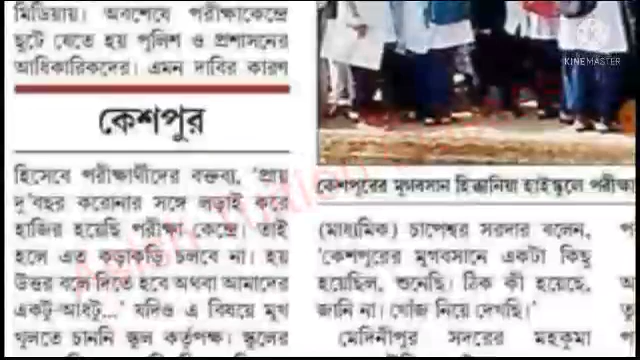 মিডিয়ায়। অবশেষে পরীক্ষাকেন্দ্রে
ছুটে যেতে হয় পুলিশ ও প্রশাসনের
আধিকারিকদের। এমন দাবির কারণ
কেশপুর
হিসেবে পরীক্ষার্থীদের বক্তব্য, 'প্রায়
দু'বছর করোনার সঙ্গে লড়াই করে
হাজির হয়েছি পরীক্ষা কেন্দ্রে। তাই
হলে এত কড়াকড়ি চলবে না। হয়
উত্তর বলে দিতে হবে অথবা আমাদের
একটু-আধটু...' যদিও এ বিষয়ে মুখ
খুলতে চাননি স্কুল কর্তৃপক্ষ। স্কুলের
KINEMASTER
কেশপুরের মুগবসান হিক্কানিয়া হাইস্কুলে পরীক্ষা
(মাধ্যমিক) চাপেশ্বর সরদার বলেন,
'কেশপুরের মুগবসানে একটা কিছু
হয়েছিল, শুনেছি। ঠিক কী হয়েছে,
জানি না। খোঁজ নিয়ে দেখছি।'
মেদিনীপুর সদরের মহকুমা